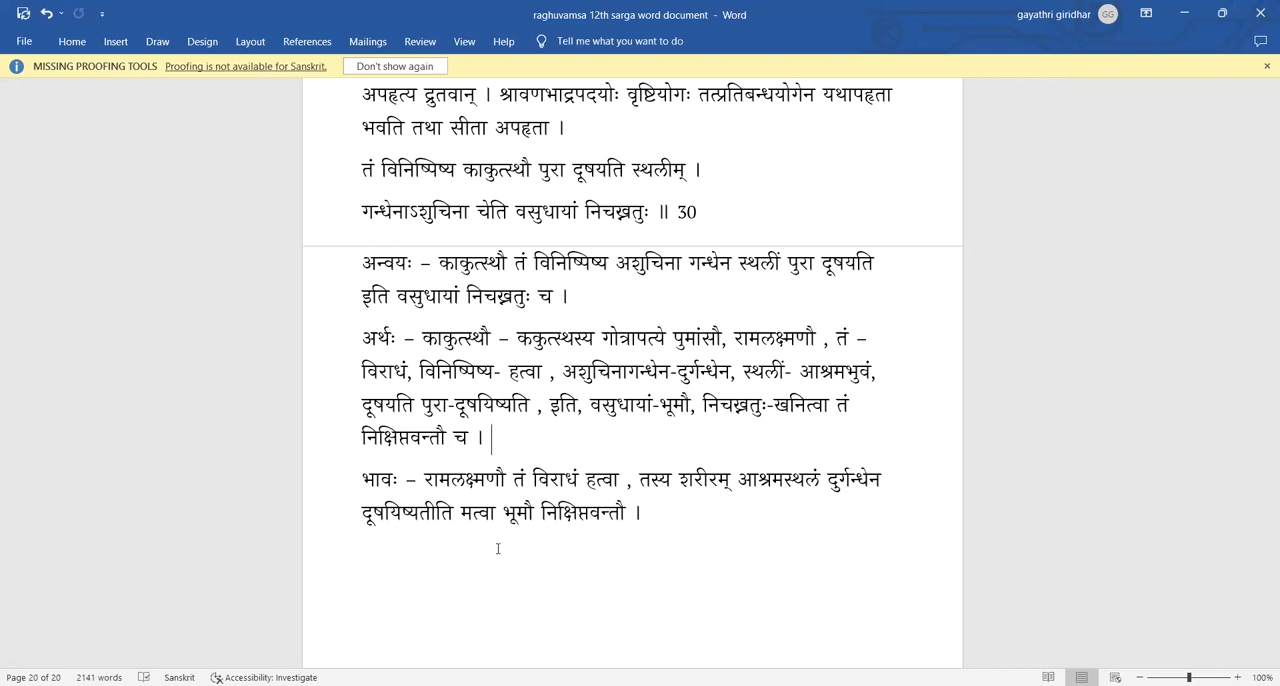 raghuvamsa 12th sarga word document - Word
gayathri giridhar GG
File Home Insert Draw Design Layout References Mailings Review View Help Tell me what you want to do
MISSING PROOFING TOOLS Proofing is not available for Sanskrit. Don't show again
अपहृत्य द्रुतवान् । श्रावणभाद्रपदयोः वृष्टियोगः तत्प्रतिबन्धयोगेन यथापहृता
भवति तथा सीता अपहृता ।
तं विनिष्पिष्य काकुत्स्थौ पुरा दूषयति स्थलीम् ।
गन्धेनाऽशुचिना चेति वसुधायां निचख्नतुः ॥ 30
अन्वयः – काकुत्स्थौ तं विनिष्पिष्य अशुचिना गन्धेन स्थलीं पुरा दूषयति
इति वसुधायां निचख्नतुः च ।
अर्थः – काकुत्स्थौ – ककुत्स्थस्य गोत्रापत्ये पुमांसौ, रामलक्ष्मणौ , तं –
विराधं, विनिष्पिष्य- हत्वा , अशुचिनागन्धेन-दुर्गन्धेन, स्थलीं- आश्रमभुवं,
दूषयति पुरा-दूषयिष्यति , इति, वसुधायां-भूमौ, निचख्नतुः-खनित्वा तं
निक्षिप्तवन्तौ च ।
भावः – रामलक्ष्मणौ तं विराधं हत्वा , तस्य शरीरम् आश्रमस्थलं दुर्गन्धेन
दूषयिष्यतीति मत्वा भूमौ निक्षिप्तवन्तौ ।
Page 20 of 20 2141 words Sanskrit Accessibility: Investigate 100%